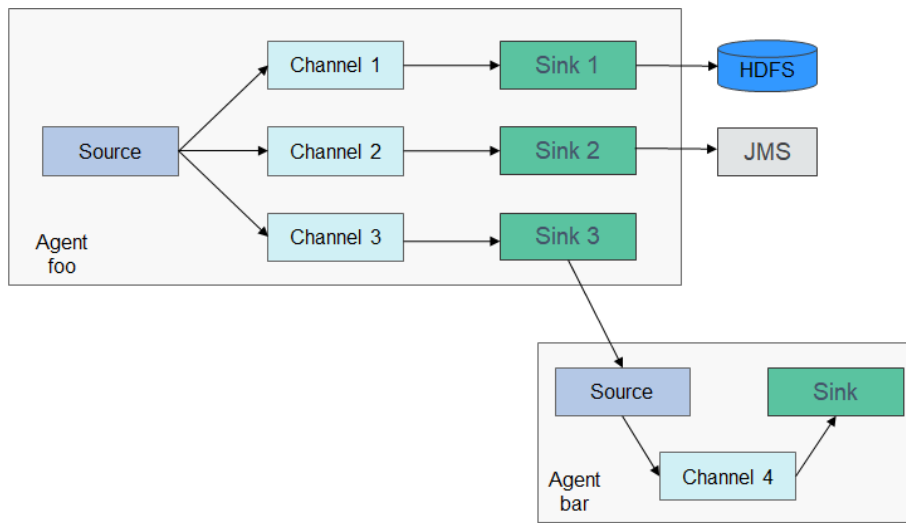 Channel 1
Sink 1
HDFS
Source
Channel 2
Sink 2
JMS
Channel 3
Sink 3
Agent
foo
Source
Sink
Channel 4
Agent
bar